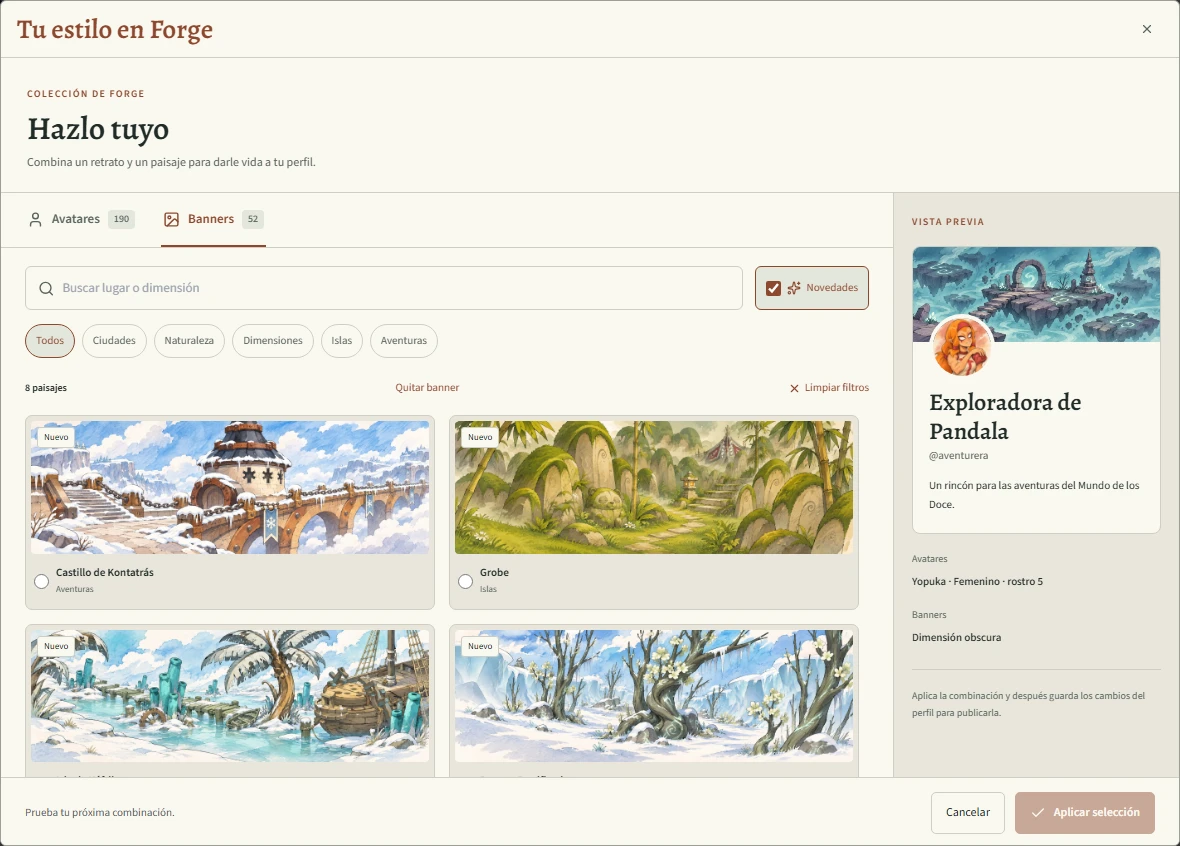 Tu estilo en Forge
COLECCIÓN DE FORGE
Hazlo tuyo
Combina un retrato y un paisaje para darle vida a tu perfil.
Avatares 190
Banners 52
Buscar lugar o dimensión
Novedades
Todos
Ciudades
Naturaleza
Dimensiones
Islas
Aventuras
8 paisajes
Quitar banner
Limpiar filtros
Nuevo
Castillo de Kontatrás
Aventuras
Nuevo
Grobe
Islas
Nuevo
Nuevo
VISTA PREVIA
Exploradora de
Pandala
@aventurera
Un rincón para las aventuras del Mundo de los
Doce.
Avatares
Yopuka · Femenino · rostro 5
Banners
Dimensión obscura
Aplica la combinación y después guarda los cambios del
perfil para publicarla.
Prueba tu próxima combinación.
Cancelar
Aplicar selección